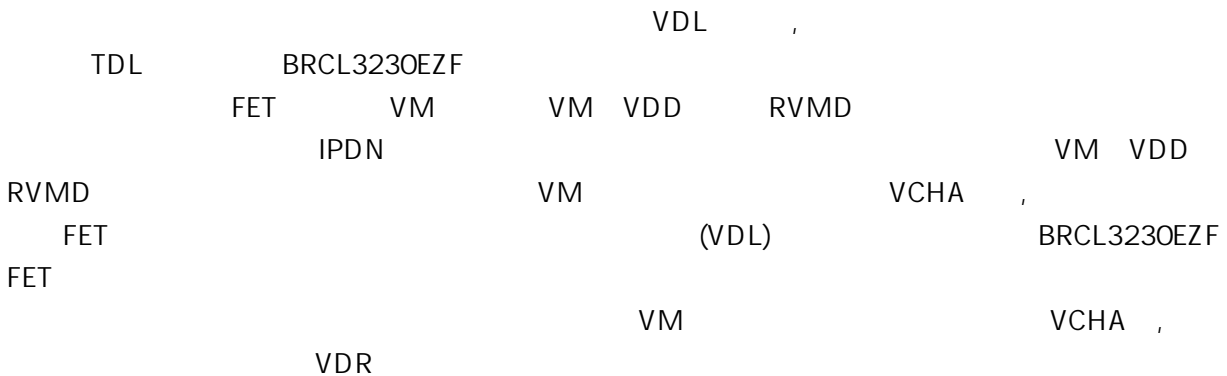 VDL ,
TDL BRCL3230EZF
FET VM VM VDD RVMD
IPDN VM VDD
RVMD VM VCHA ,
FET (VDL) BRCL3230EZF
FET
VM VCHA ,
VDR